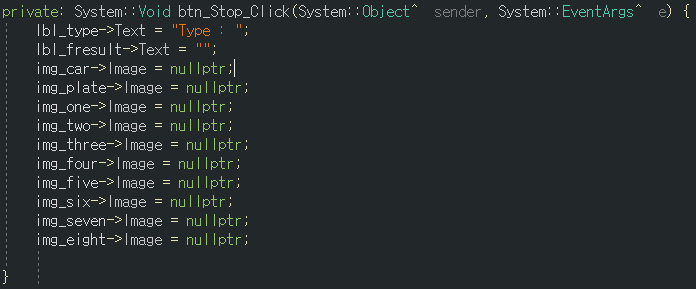 private: System::Void btn_Stop_Click(System::Object^  sender, System::EventArgs^  e) {
lbl_type->Text = "Type : ";
lbl_fresult->Text = "";
img_car->Image = nullptr;
img_plate->Image = nullptr;
img_one->Image = nullptr;
img_two->Image = nullptr;
img_three->Image = nullptr;
img_four->Image = nullptr;
img_five->Image = nullptr;
img_six->Image = nullptr;
img_seven->Image = nullptr;
img_eight->Image = nullptr;
}